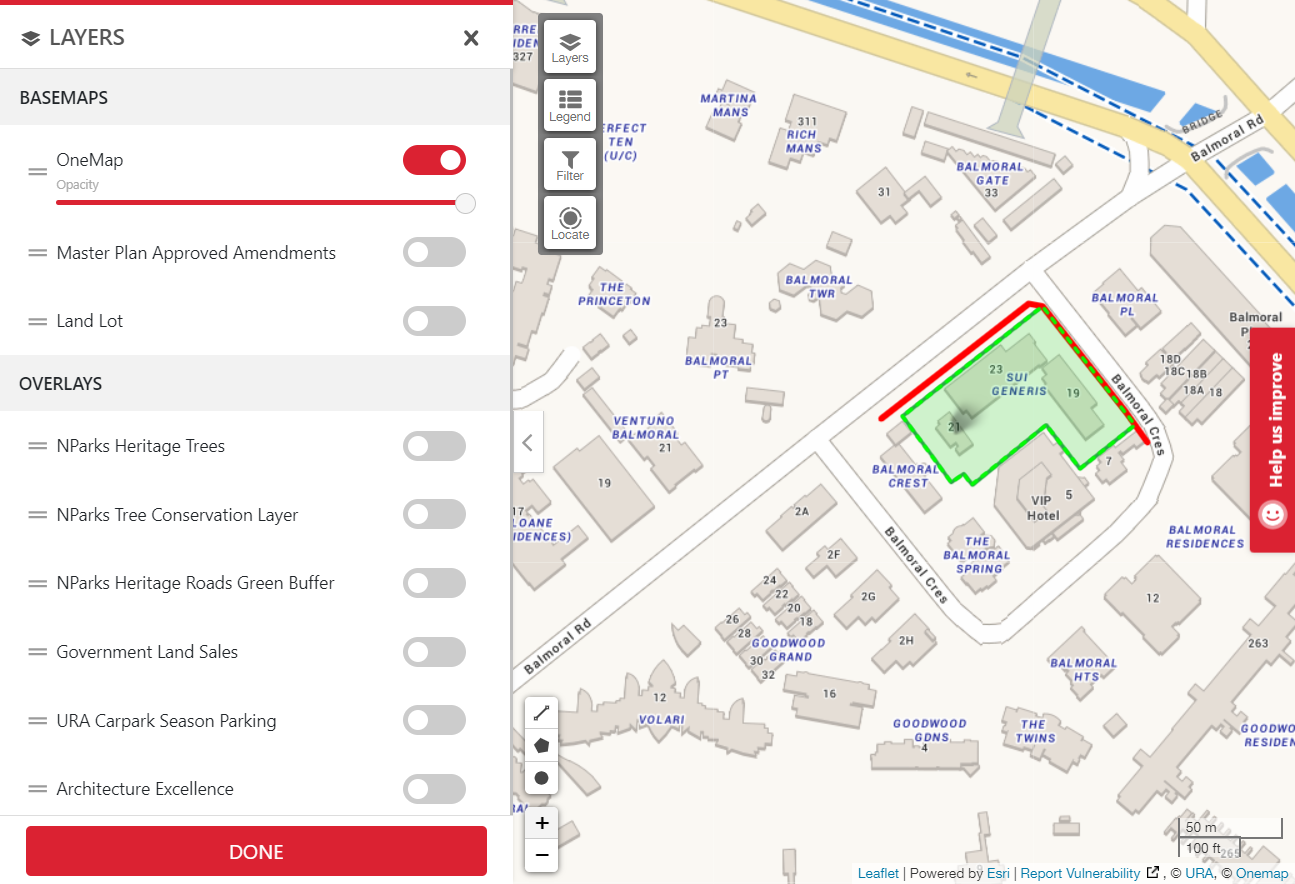 LAYERS
BASEMAPS
OneMap
Opacity
Master Plan Approved Amendments
Land Lot
OVERLAYS
NParks Heritage Trees
NParks Tree Conservation Layer
NParks Heritage Roads Green Buffer
Government Land Sales
URA Carpark Season Parking
Architecture Excellence
DONE
Layers
Legend
Filter
Locate
327
ERFECT
TEN
(U/C)
MARTINA
MANS
311
RICH
MANS
BRIDGE
Balmoral Rd
BALMORAL
GATE
33
31
THE
PRINCETON
BALMORAL
TWR
BALMORAL
PL
Balmoral
23
BALMORAL
PT
23
SUI
GENERIS
19
21
Balmoral Cres
18D
18C
18B
18A
18
VENTUNO
BALMORAL
21
19
17
LOANE
IDENCES)
BALMORAL
CREST
7
VIP
Hotel
5
2A
2F
Balmoral Cres
THE
BALMORAL
SPRING
BALMORAL
RESIDENCES
Help us improve
24
22
20
18
26
28
30
32
GOODWOOD
GRAND
2G
2H
12
263
Balmoral Rd
BALMORAL
HTS
12
VOLARI
16
GOODWOOD
GDNS
4
THE
TWINS
GOODWO
RESIDEN
+
−
50 m
100 ft
265
Leaflet | Powered by Esri | Report Vulnerability , © URA, © Onemap